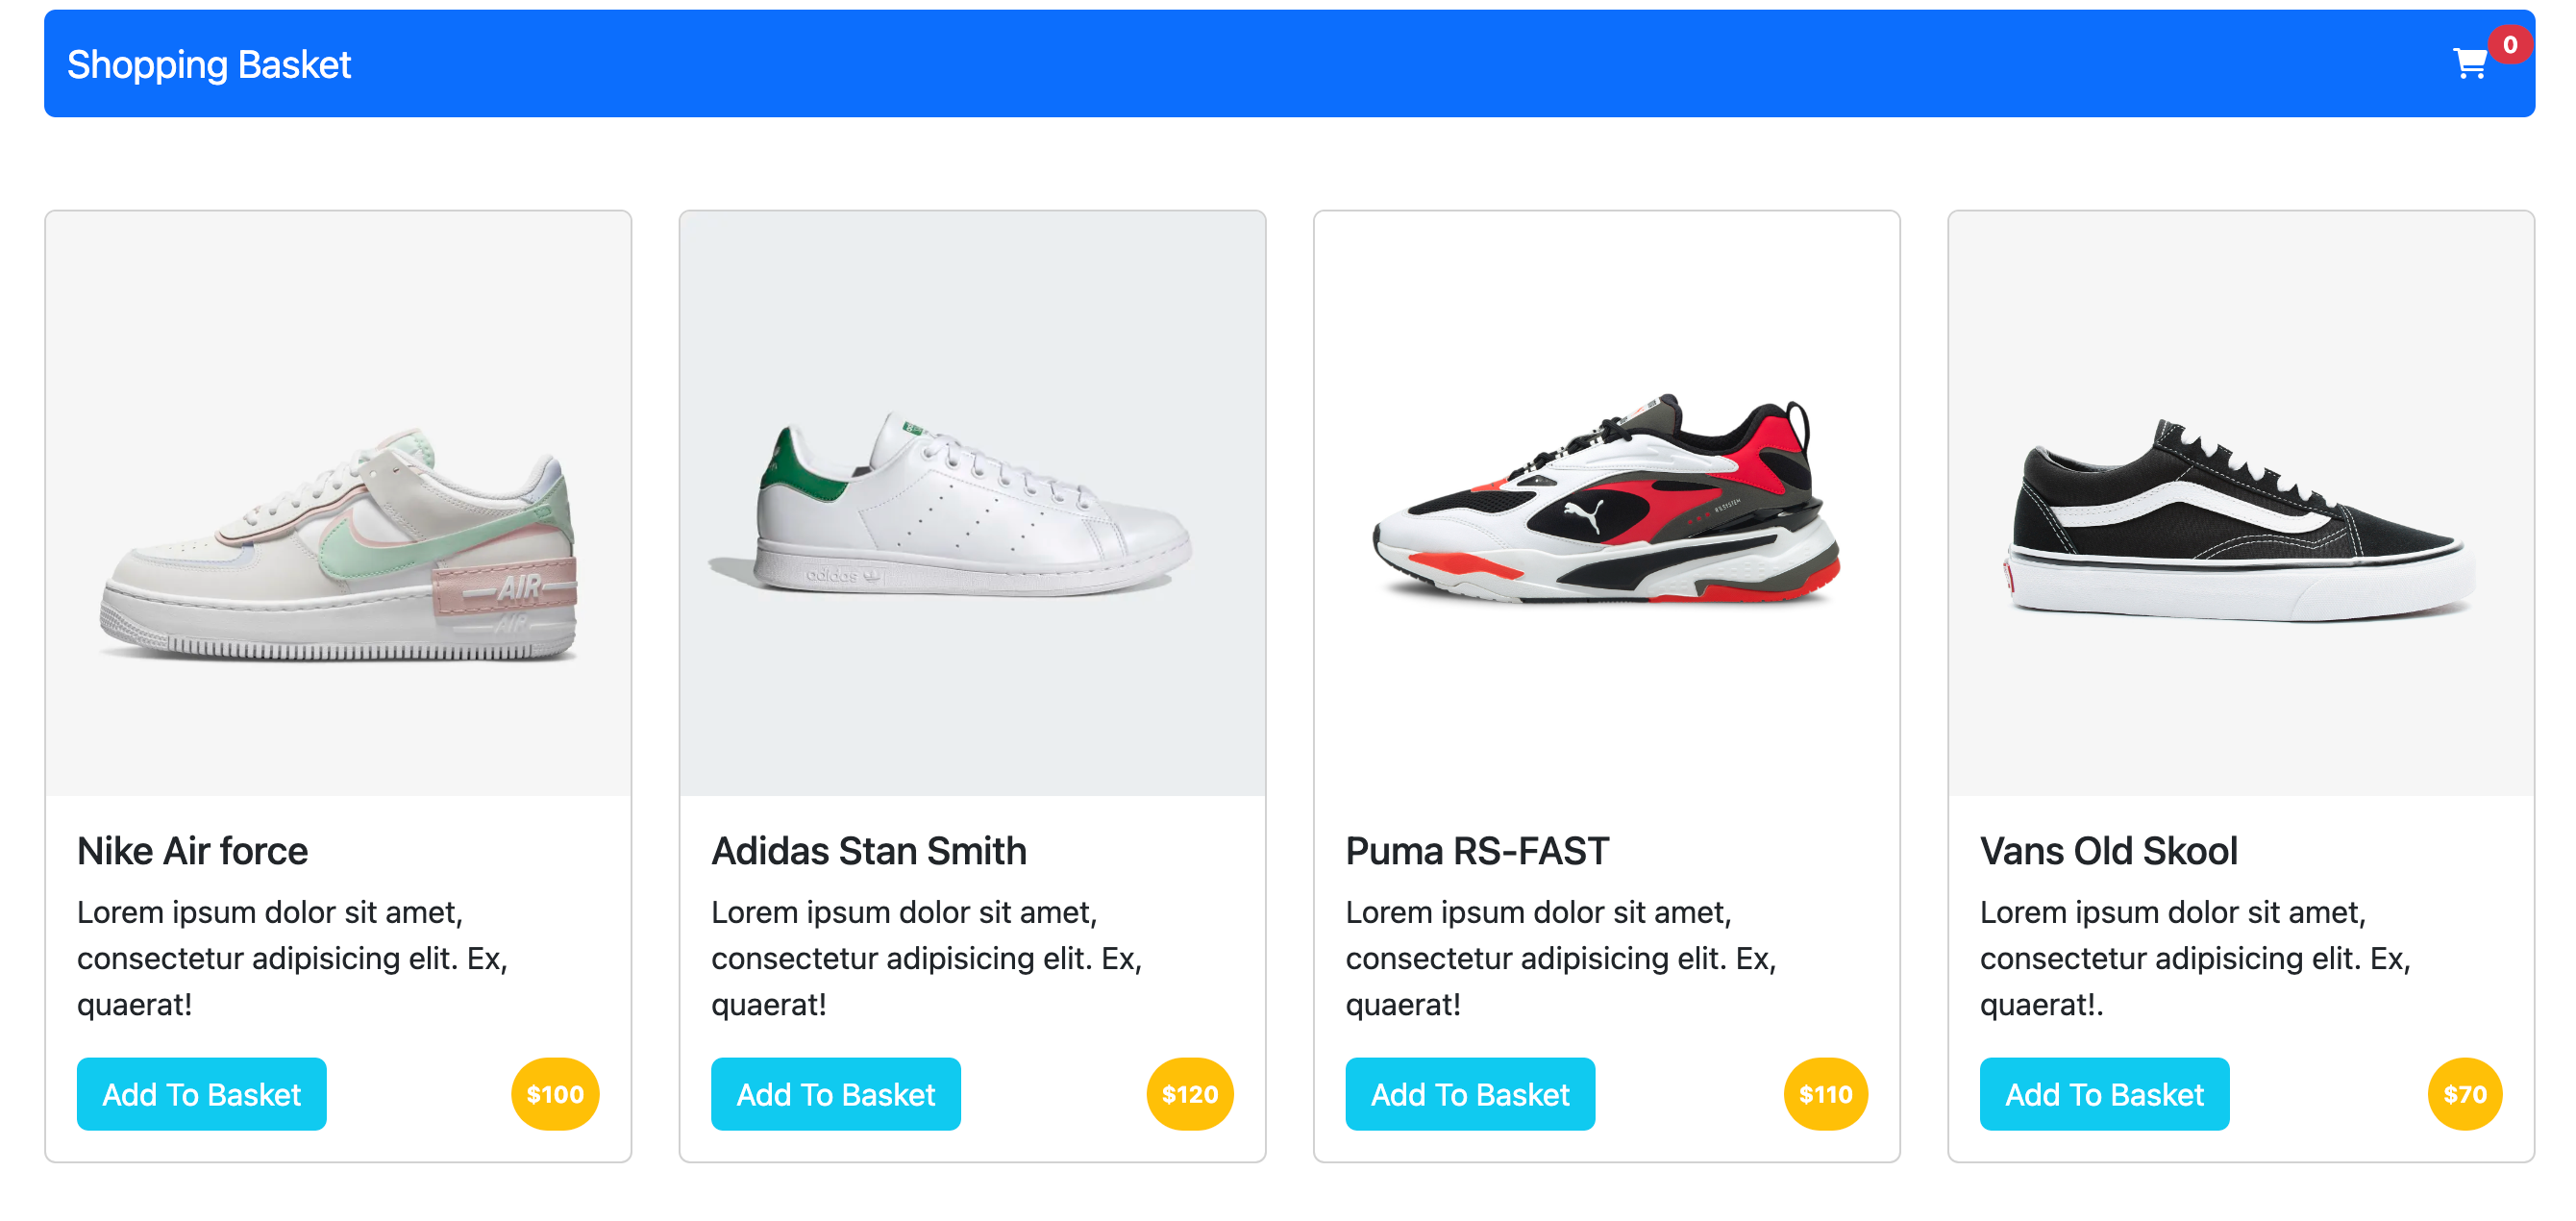 Shopping Basket
0
AIR
AIR
adidas
Nike Air force
Lorem ipsum dolor sit amet,
consectetur adipisicing elit. Ex,
quaerat!
Add To Basket
$100
Adidas Stan Smith
Lorem ipsum dolor sit amet,
consectetur adipisicing elit. Ex,
quaerat!
Add To Basket
$120
Puma RS-FAST
Lorem ipsum dolor sit amet,
consectetur adipisicing elit. Ex,
quaerat!
Add To Basket
$110
Vans Old Skool
Lorem ipsum dolor sit amet,
consectetur adipisicing elit. Ex,
quaerat!.
Add To Basket
$70